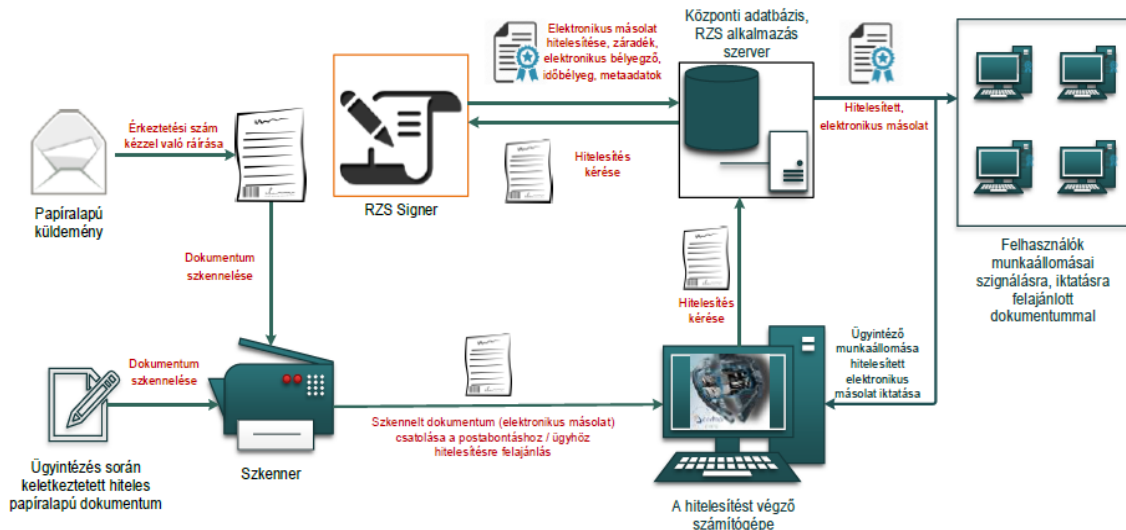 Elektronikus másolat
hitelesítése, záradék,
elektronikus bélyegző,
időbélyeg, metaadatok
Központi adatbázis,
RZS alkalmazás
szerver
Érkeztetési szám
kézzel való ráírása
Hitelesített,
elektronikus másolat
Hitelesítés
kérése
Papíralapú
küldemény
RZS Signer
Dokumentum
szkennelése
Hitelesítés
kérése
Felhasználók
munkaállomásai
szignálásra, iktatásra
felajánlott
dokumentummal
Dokumentum
szkennelése
Ügyintéző
munkaállomása
hitelesített
elektronikus
másolat iktatása
Szkennelt dokumentum (elektronikus másolat)
csatolása a postabontáshoz / ügyhöz
hitelesítésre felajánlás
Szkenner
Ügyintézés során
keletkeztetett hiteles
papíralapú dokumentum
A hitelesítést végző
számítógépe